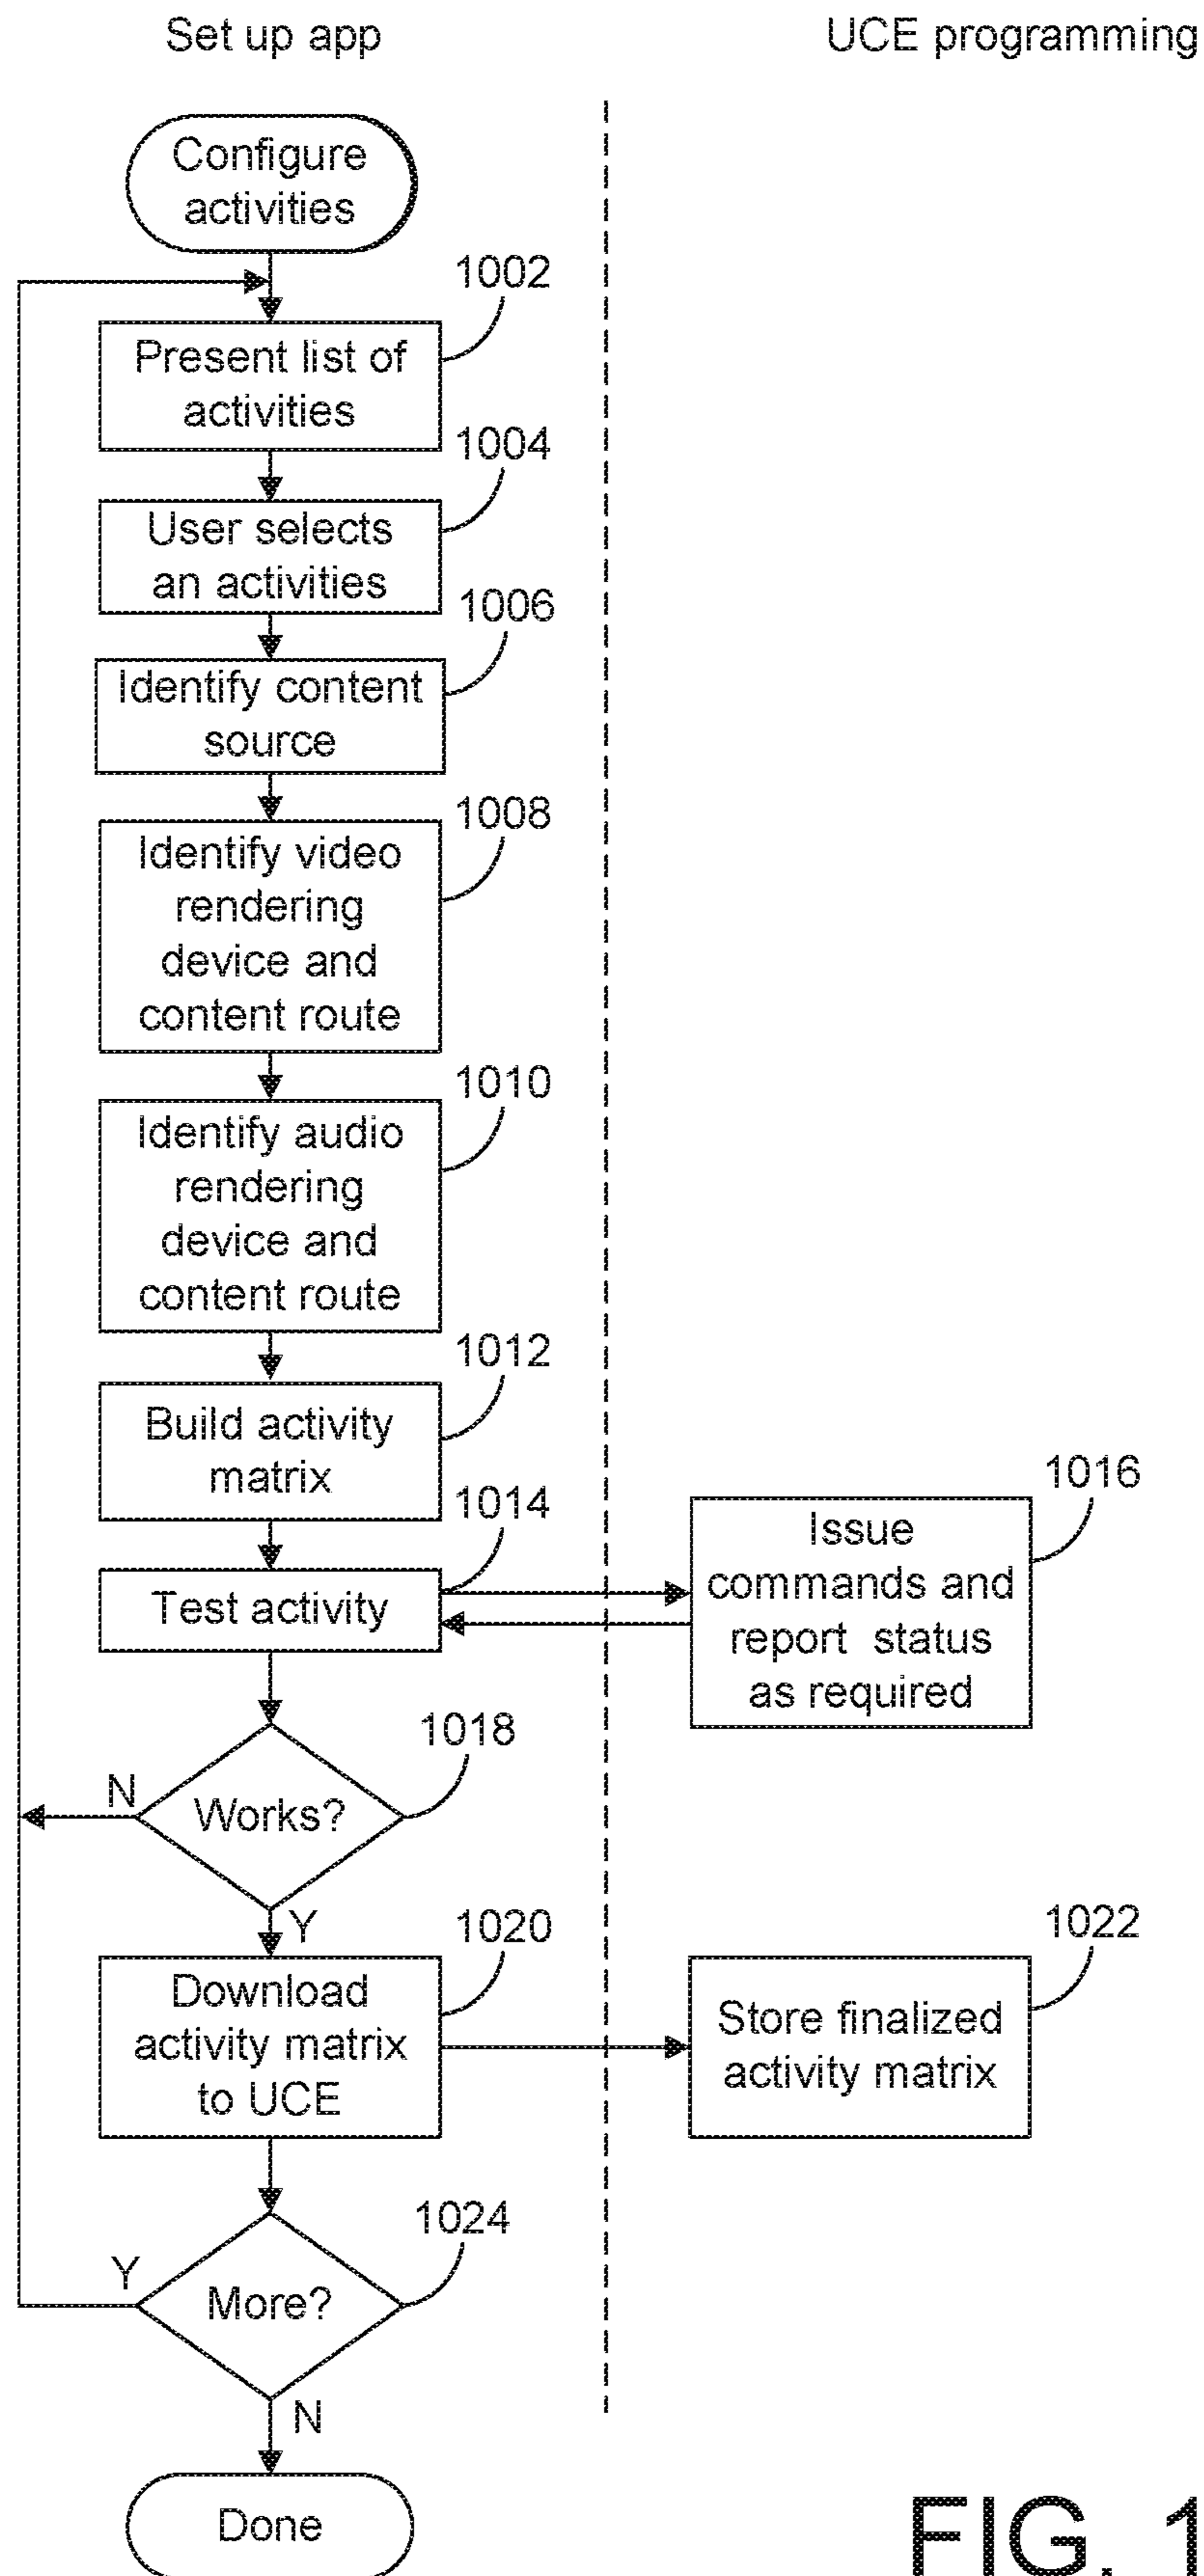 Set up app
UCE programming
Configure
activities
1002
Present list of
activities
1004
User selects
an activities
1006
Identify content
source
1008
Identify video
rendering
device and
content route
1010
Identify audio
rendering
device and
content route
1012
Build activity
matrix
1014
Test activity
1016
Issue
commands and
report status
as required
1018
Works?
N
Y
1020
Download
activity matrix
to UCE
1022
Store finalized
activity matrix
1024
More?
Y
N
Done
FIG. 1